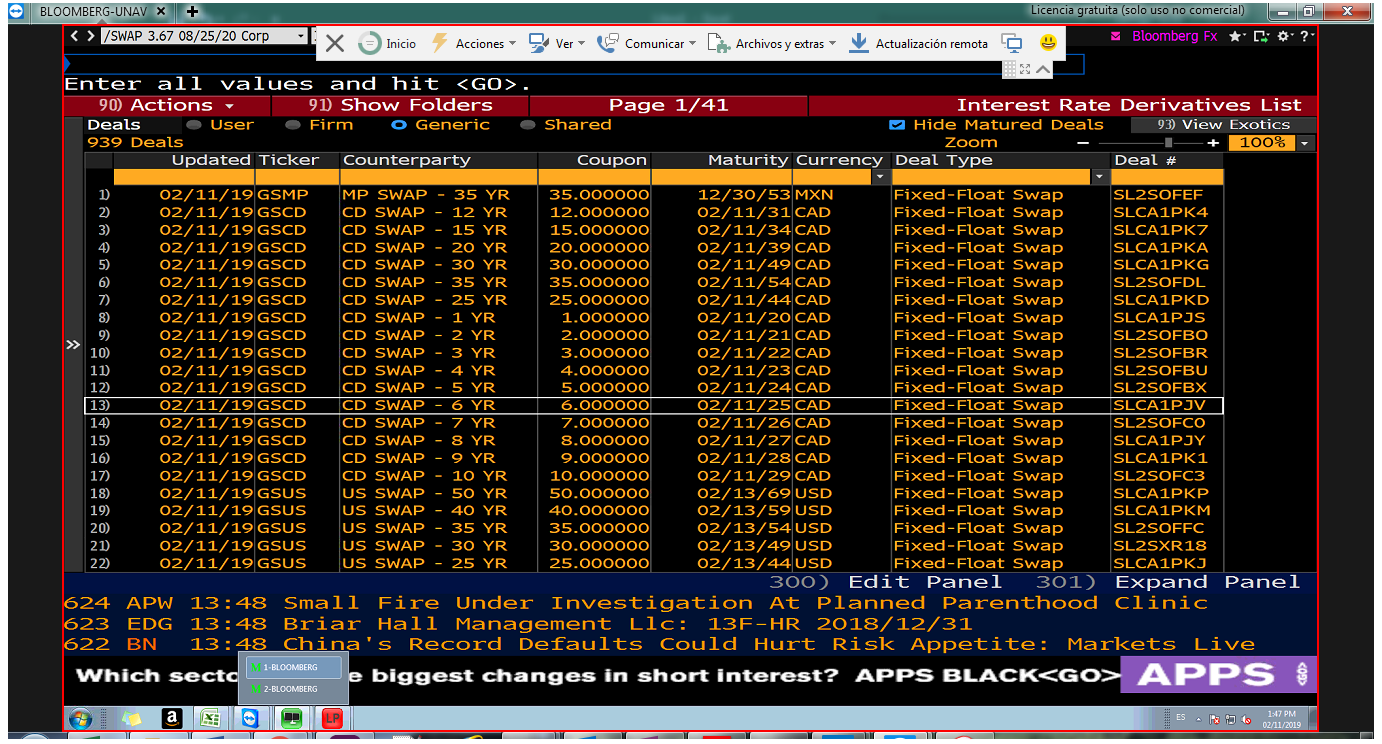 BLOOMBERG-UNAV Licencia gratuita (solo uso no comercial)
/SWAP 3.67 08/25/20 Corp Inicio Acciones Ver Comunicar Archivos y extras Actualización remota Bloomberg Fx
Enter all values and hit <GO>.
90) Actions 91) Show Folders Page 1/41 Interest Rate Derivatives List
Deals User Firm Generic Shared Hide Matured Deals 93) View Exotics
939 Deals Zoom - + 100%
Updated Ticker Counterparty Coupon Maturity Currency Deal Type Deal #
1) 02/11/19 GSMP MP SWAP - 35 YR 35.000000 12/30/53 MXN Fixed-Float Swap SL2SOFEF
2) 02/11/19 GSCD CD SWAP - 12 YR 12.000000 02/11/31 CAD Fixed-Float Swap SLCA1PK4
3) 02/11/19 GSCD CD SWAP - 15 YR 15.000000 02/11/34 CAD Fixed-Float Swap SLCA1PK7
4) 02/11/19 GSCD CD SWAP - 20 YR 20.000000 02/11/39 CAD Fixed-Float Swap SLCA1PKA
5) 02/11/19 GSCD CD SWAP - 30 YR 30.000000 02/11/49 CAD Fixed-Float Swap SLCA1PKG
6) 02/11/19 GSCD CD SWAP - 35 YR 35.000000 02/11/54 CAD Fixed-Float Swap SL2SOFDL
7) 02/11/19 GSCD CD SWAP - 25 YR 25.000000 02/11/44 CAD Fixed-Float Swap SLCA1PKD
8) 02/11/19 GSCD CD SWAP - 1 YR 1.000000 02/11/20 CAD Fixed-Float Swap SLCA1PJS
9) 02/11/19 GSCD CD SWAP - 2 YR 2.000000 02/11/21 CAD Fixed-Float Swap SL2SOFBO
10) 02/11/19 GSCD CD SWAP - 3 YR 3.000000 02/11/22 CAD Fixed-Float Swap SL2SOFBR
11) 02/11/19 GSCD CD SWAP - 4 YR 4.000000 02/11/23 CAD Fixed-Float Swap SL2SOFBU
12) 02/11/19 GSCD CD SWAP - 5 YR 5.000000 02/11/24 CAD Fixed-Float Swap SL2SOFBX
13) 02/11/19 GSCD CD SWAP - 6 YR 6.000000 02/11/25 CAD Fixed-Float Swap SLCA1PJV
14) 02/11/19 GSCD CD SWAP - 7 YR 7.000000 02/11/26 CAD Fixed-Float Swap SL2SOFC0
15) 02/11/19 GSCD CD SWAP - 8 YR 8.000000 02/11/27 CAD Fixed-Float Swap SLCA1PJY
16) 02/11/19 GSCD CD SWAP - 9 YR 9.000000 02/11/28 CAD Fixed-Float Swap SLCA1PK1
17) 02/11/19 GSCD CD SWAP - 10 YR 10.000000 02/11/29 CAD Fixed-Float Swap SL2SOFC3
18) 02/11/19 GSUS US SWAP - 50 YR 50.000000 02/13/69 USD Fixed-Float Swap SLCA1PKP
19) 02/11/19 GSUS US SWAP - 40 YR 40.000000 02/13/59 USD Fixed-Float Swap SLCA1PKM
20) 02/11/19 GSUS US SWAP - 35 YR 35.000000 02/13/54 USD Fixed-Float Swap SL2SOFFC
21) 02/11/19 GSUS US SWAP - 30 YR 30.000000 02/13/49 USD Fixed-Float Swap SL2SXR18
22) 02/11/19 GSUS US SWAP - 25 YR 25.000000 02/13/44 USD Fixed-Float Swap SLCA1PKJ
300) Edit Panel 301) Expand Panel
624 APW 13:48 Small Fire Under Investigation At Planned Parenthood Clinic
623 EDG 13:48 Briar Hall Management Llc: 13F-HR 2018/12/31
622 BN 13:48 China's Record Defaults Could Hurt Risk Appetite: Markets Live
1-BLOOMBERG
2-BLOOMBERG
Which secto e biggest changes in short interest? APPS BLACK<GO> APPS
LP ES 1:47 PM
02/11/2019